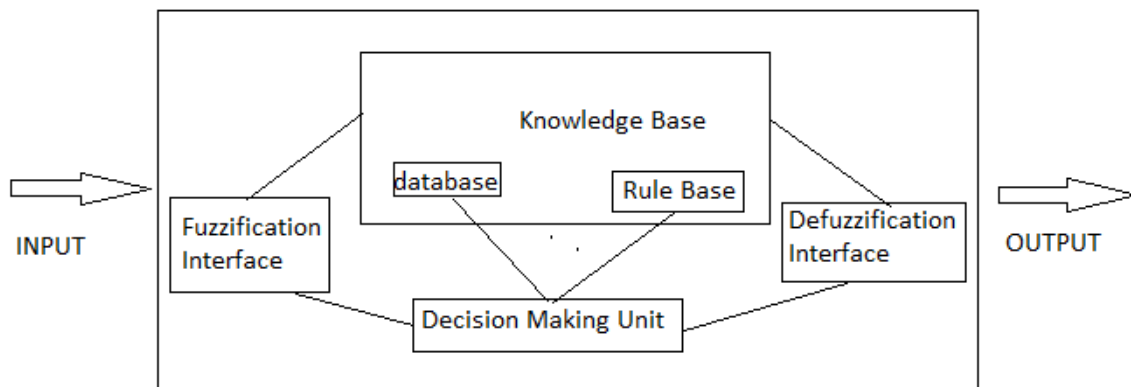 Knowledge Base
database
Rule Base
INPUT
Fuzzification
Interface
Defuzzification
Interface
OUTPUT
Decision Making Unit